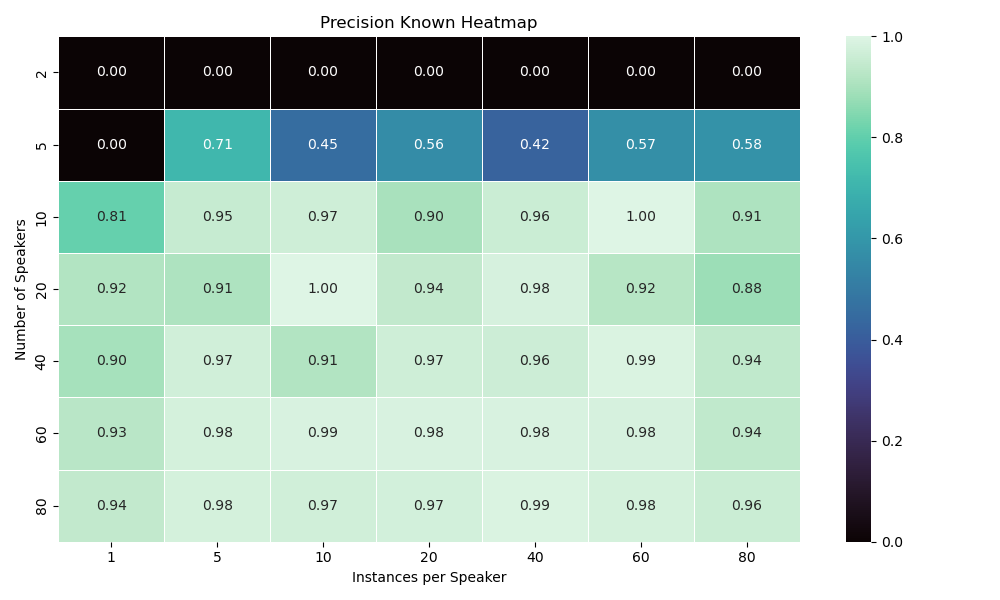 Precision Known Heatmap
Number of Speakers
2 0.00 0.00 0.00 0.00 0.00 0.00 0.00
5 0.00 0.71 0.45 0.56 0.42 0.57 0.58
10 0.81 0.95 0.97 0.90 0.96 1.00 0.91
20 0.92 0.91 1.00 0.94 0.98 0.92 0.88
40 0.90 0.97 0.91 0.97 0.96 0.99 0.94
60 0.93 0.98 0.99 0.98 0.98 0.98 0.94
80 0.94 0.98 0.97 0.97 0.99 0.98 0.96
1 5 10 20 40 60 80
Instances per Speaker
1.0
0.8
0.6
0.4
0.2
0.0